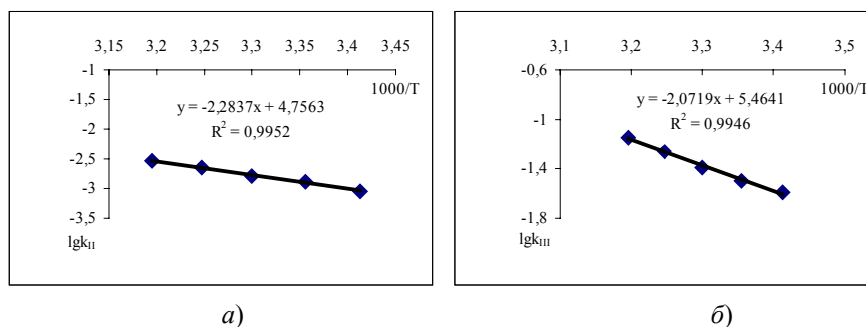 3,15 3,2 3,25 3,3 3,35 3,4 3,45
-1
1000/T
-1,5
y = -2,2837x + 4,7563
-2
R² = 0,9952
-2,5
-3
-3,5
lgk_II
3,1 3,2 3,3 3,4 3,5
-0,6
1000/T
y = -2,0719x + 5,4641
-1
R² = 0,9946
-1,4
-1,8
lgk_III
а) б)